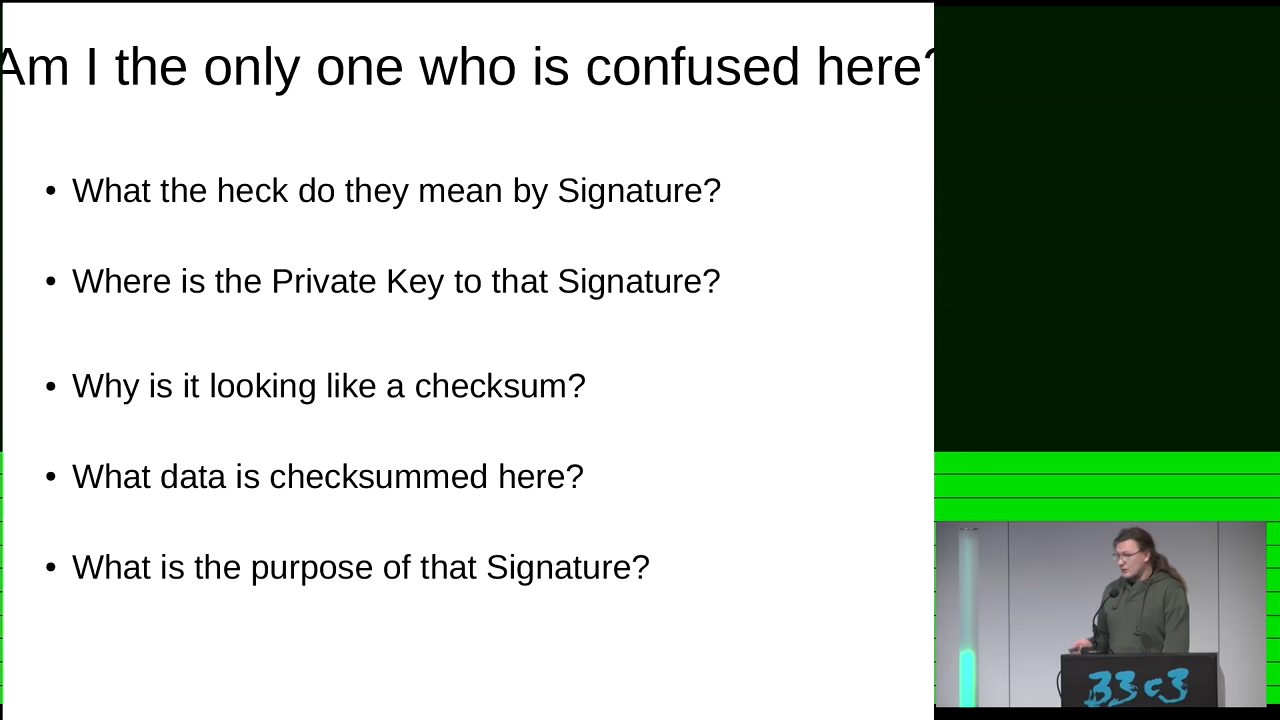 Am I the only one who is confused here?
• What the heck do they mean by Signature?
• Where is the Private Key to that Signature?
• Why is it looking like a checksum?
• What data is checksummed here?
• What is the purpose of that Signature?
33c3